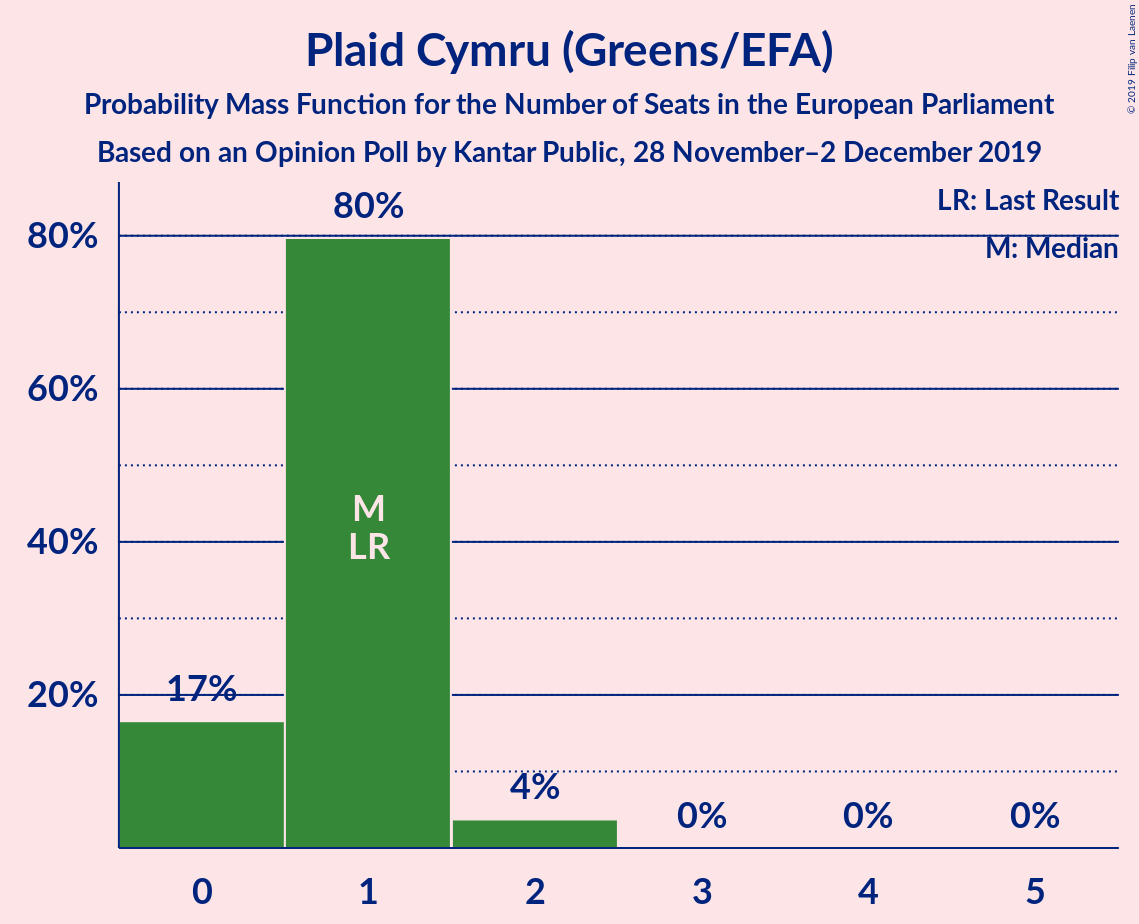 Plaid Cymru (Greens/EFA)
Probability Mass Function for the Number of Seats in the European Parliament
Based on an Opinion Poll by Kantar Public, 28 November–2 December 2019
© 2019 Filip van Laenen
LR: Last Result
M: Median
80%
60%
40%
20%
17%
80%
M
LR
4%
0%
0%
0%
0
1
2
3
4
5